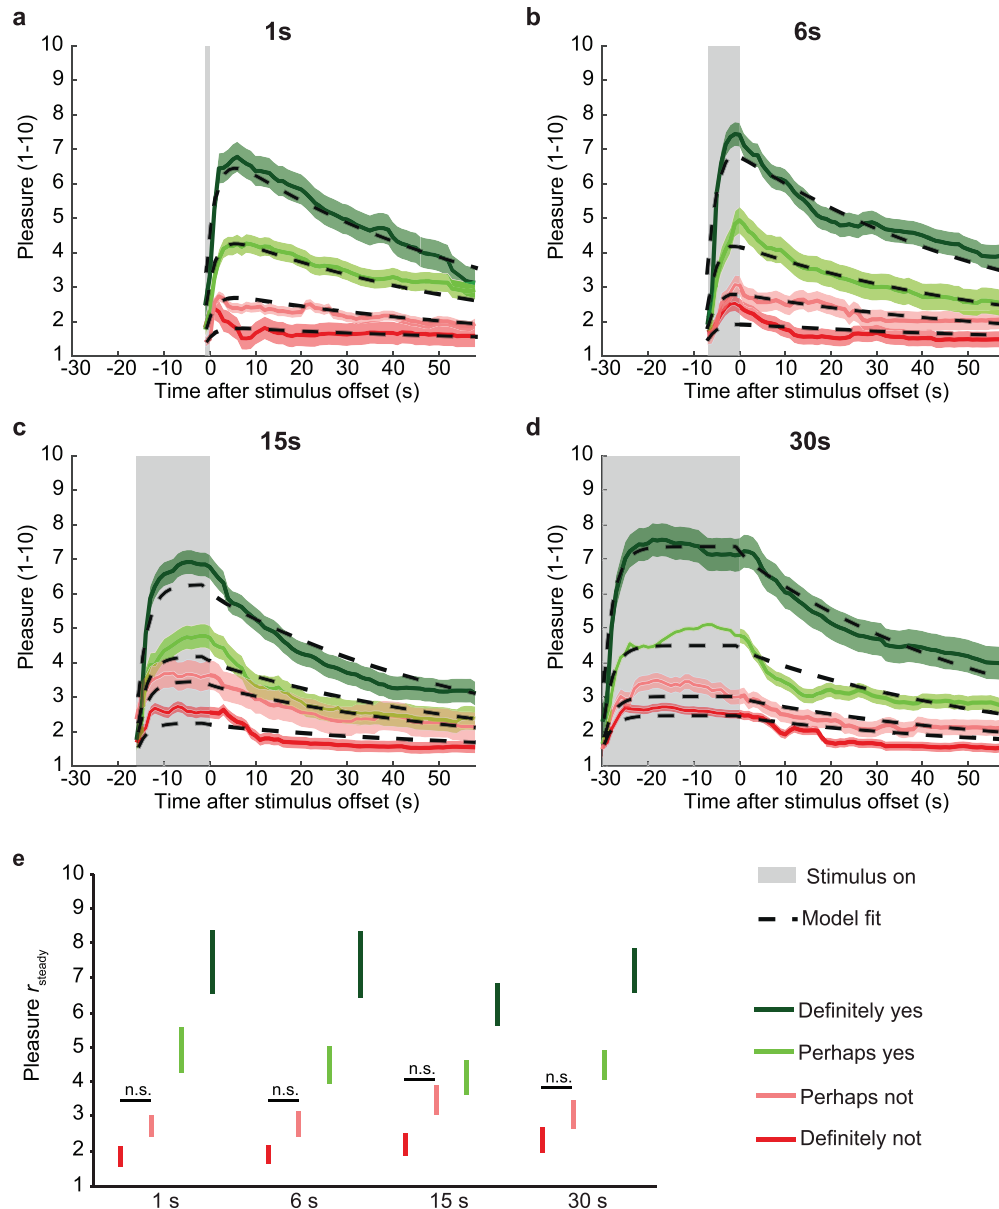 a
1s
10
9
8
7
6
5
4
3
2
1
Pleasure (1-10)
-30 -20 -10 0 10 20 30 40 50
Time after stimulus offset (s)
b
6s
10
9
8
7
6
5
4
3
2
1
Pleasure (1-10)
-30 -20 -10 0 10 20 30 40 50
Time after stimulus offset (s)
c
15s
10
9
8
7
6
5
4
3
2
1
Pleasure (1-10)
-30 -20 -10 0 10 20 30 40 50
Time after stimulus offset (s)
d
30s
10
9
8
7
6
5
4
3
2
1
Pleasure (1-10)
-30 -20 -10 0 10 20 30 40 50
Time after stimulus offset (s)
e
10
9
8
7
6
5
4
3
2
1
Pleasure rsteady
n.s. n.s. n.s. n.s.
1 s 6 s 15 s 30 s
Stimulus on
Model fit
Definitely yes
Perhaps yes
Perhaps not
Definitely not